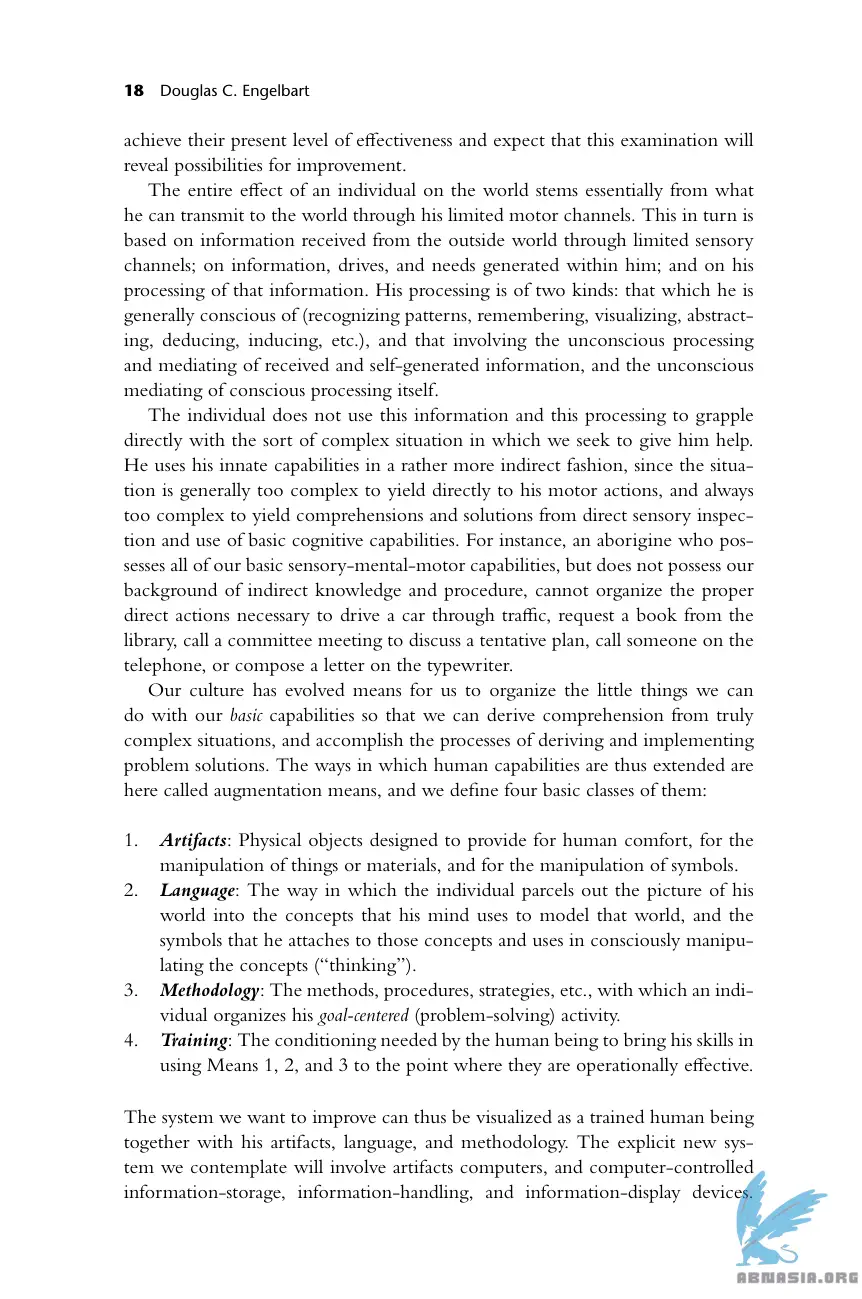 18 Douglas C. Engelbart
achieve their present level of effectiveness and expect that this examination will
reveal possibilities for improvement.
The entire effect of an individual on the world stems essentially from what
he can transmit to the world through his limited motor channels. This in turn is
based on information received from the outside world through limited sensory
channels; on information, drives, and needs generated within him; and on his
processing of that information. His processing is of two kinds: that which he is
generally conscious of (recognizing patterns, remembering, visualizing, abstract-
ing, deducing, inducing, etc.), and that involving the unconscious processing
and mediating of received and self-generated information, and the unconscious
mediating of conscious processing itself.
The individual does not use this information and this processing to grapple
directly with the sort of complex situation in which we seek to give him help.
He uses his innate capabilities in a rather more indirect fashion, since the situa-
tion is generally too complex to yield directly to his motor actions, and always
too complex to yield comprehensions and solutions from direct sensory inspec-
tion and use of basic cognitive capabilities. For instance, an aborigine who pos-
sesses all of our basic sensory-mental-motor capabilities, but does not possess our
background of indirect knowledge and procedure, cannot organize the proper
direct actions necessary to drive a car through traffic, request a book from the
library, call a committee meeting to discuss a tentative plan, call someone on the
telephone, or compose a letter on the typewriter.
Our culture has evolved means for us to organize the little things we can
do with our basic capabilities so that we can derive comprehension from truly
complex situations, and accomplish the processes of deriving and implementing
problem solutions. The ways in which human capabilities are thus extended are
here called augmentation means, and we define four basic classes of them:
1. Artifacts: Physical objects designed to provide for human comfort, for the
manipulation of things or materials, and for the manipulation of symbols.
2. Language: The way in which the individual parcels out the picture of his
world into the concepts that his mind uses to model that world, and the
symbols that he attaches to those concepts and uses in consciously manipu-
lating the concepts (“thinking”).
3. Methodology: The methods, procedures, strategies, etc., with which an indi-
vidual organizes his goal-centered (problem-solving) activity.
4. Training: The conditioning needed by the human being to bring his skills in
using Means 1, 2, and 3 to the point where they are operationally effective.
The system we want to improve can thus be visualized as a trained human being
together with his artifacts, language, and methodology. The explicit new sys-
tem we contemplate will involve artifacts computers, and computer-controlled
information-storage, information-handling, and information-display devices.
ABNASIA.ORG